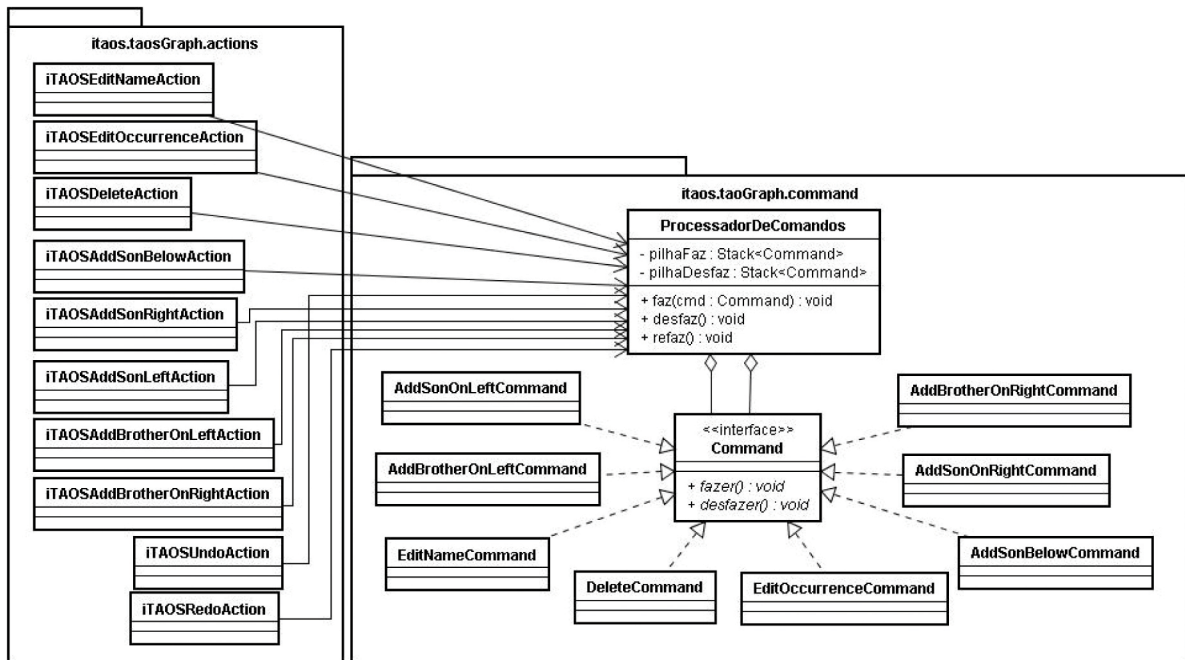 itaos.taosGraph.actions
iTAOSEditNameAction
iTAOSEditOccurrenceAction
iTAOSDeleteAction
iTAOSAddSonBelowAction
iTAOSAddSonRightAction
iTAOSAddSonLeftAction
iTAOSAddBrotherOnLeftAction
iTAOSAddBrotherOnRightAction
iTAOSUndoAction
iTAOSRedoAction
itaos.taoGraph.command
ProcessadorDeComandos
- pilhaFaz : Stack<Command>
- pilhaDesfaz : Stack<Command>
+ faz(cmd : Command) : void
+ desfaz() : void
+ refaz() : void
AddSonOnLeftCommand
AddBrotherOnLeftCommand
EditNameCommand
DeleteCommand
<<interface>>
Command
+ fazer() : void
+ desfazer() : void
AddBrotherOnRightCommand
AddSonOnRightCommand
AddSonBelowCommand
EditOccurrenceCommand